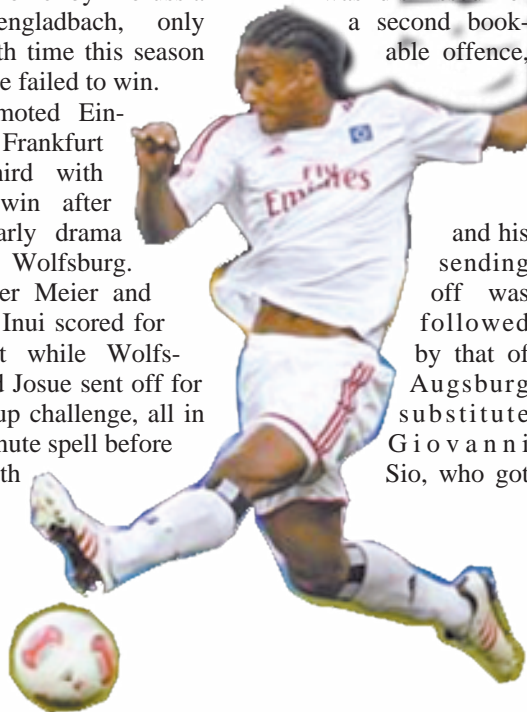 engladbach, only
th time this season
e failed to win.
moted Ein-
Frankfurt
hird with
win after
arly drama
Wolfsburg.
er Meier and
Inui scored for
t while Wolfs-
d Josue sent off for
up challenge, all in
nute spell before
th
a second book-
able offence,
and his
sending
off was
followed
by that of
Augsburg
substitute
Giovanni
Sio, who got
Fly
Emirates